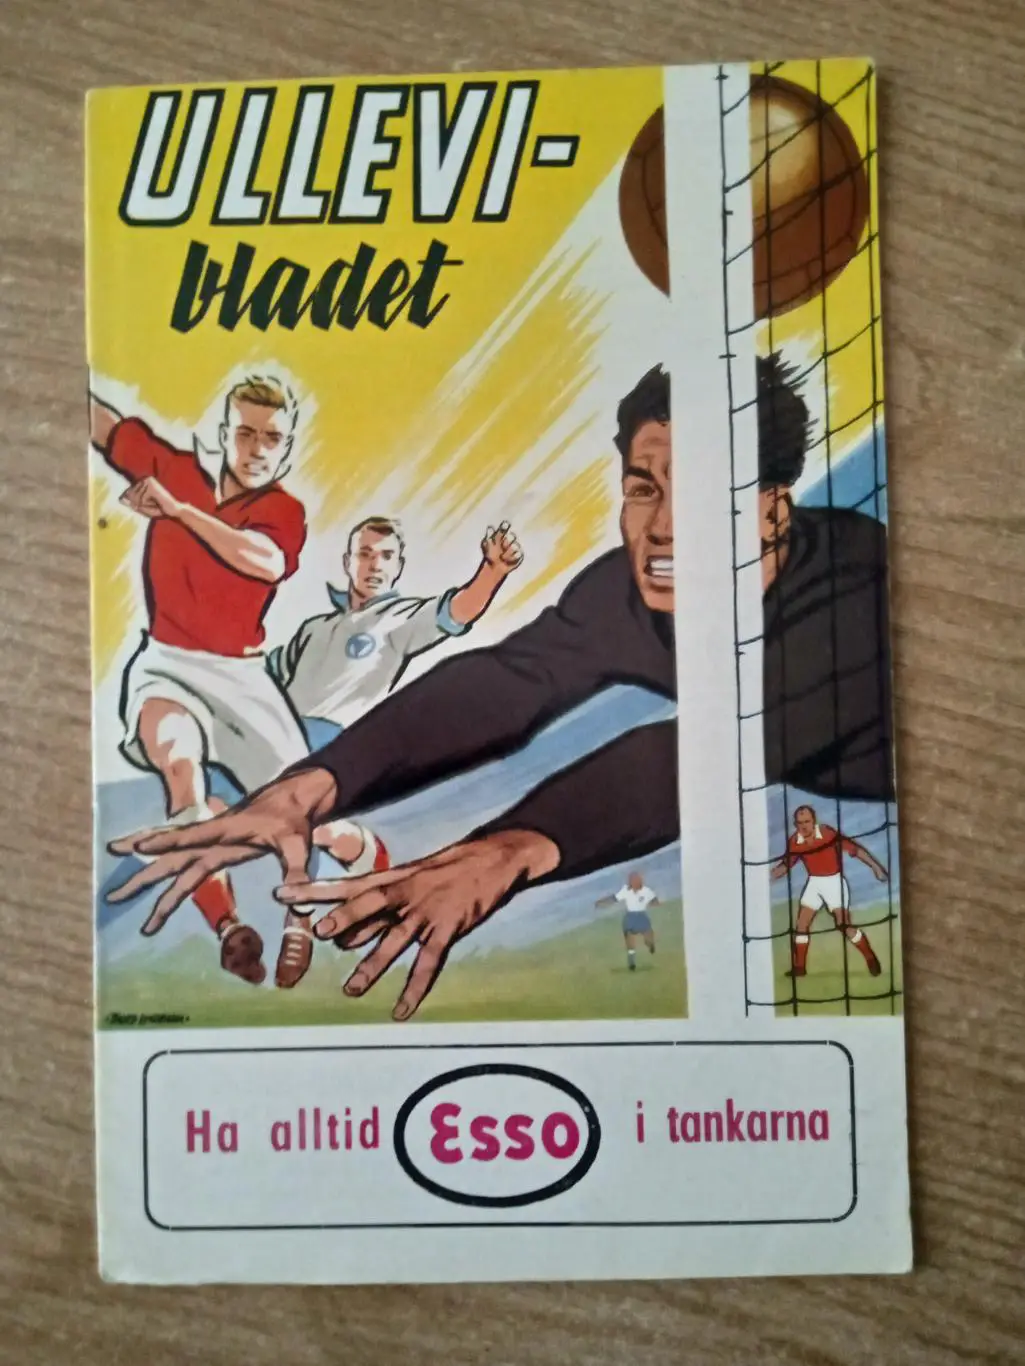 ULLEVI-
bladet
Ha alltid Esso i tankarna